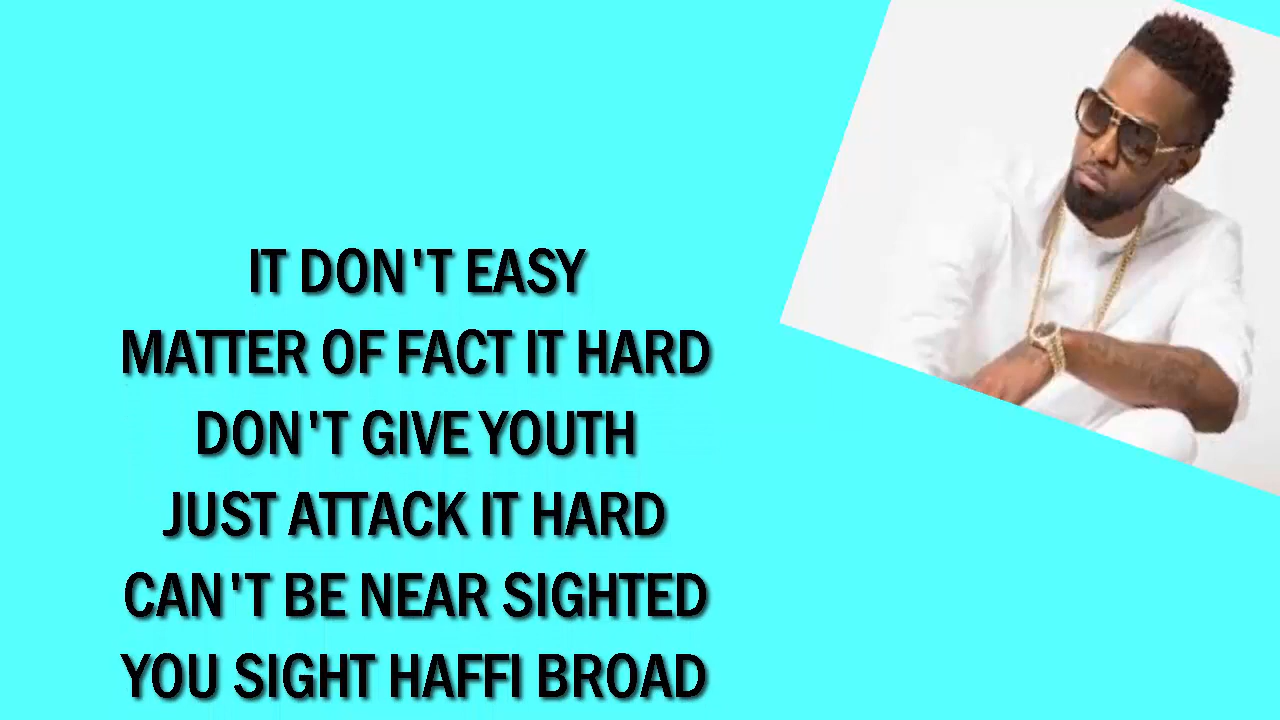 IT DON'T EASY
MATTER OF FACT IT HARD
DON'T GIVE YOUTH
JUST ATTACK IT HARD
CAN'T BE NEAR SIGHTED
YOU SIGHT HAFFI BROAD